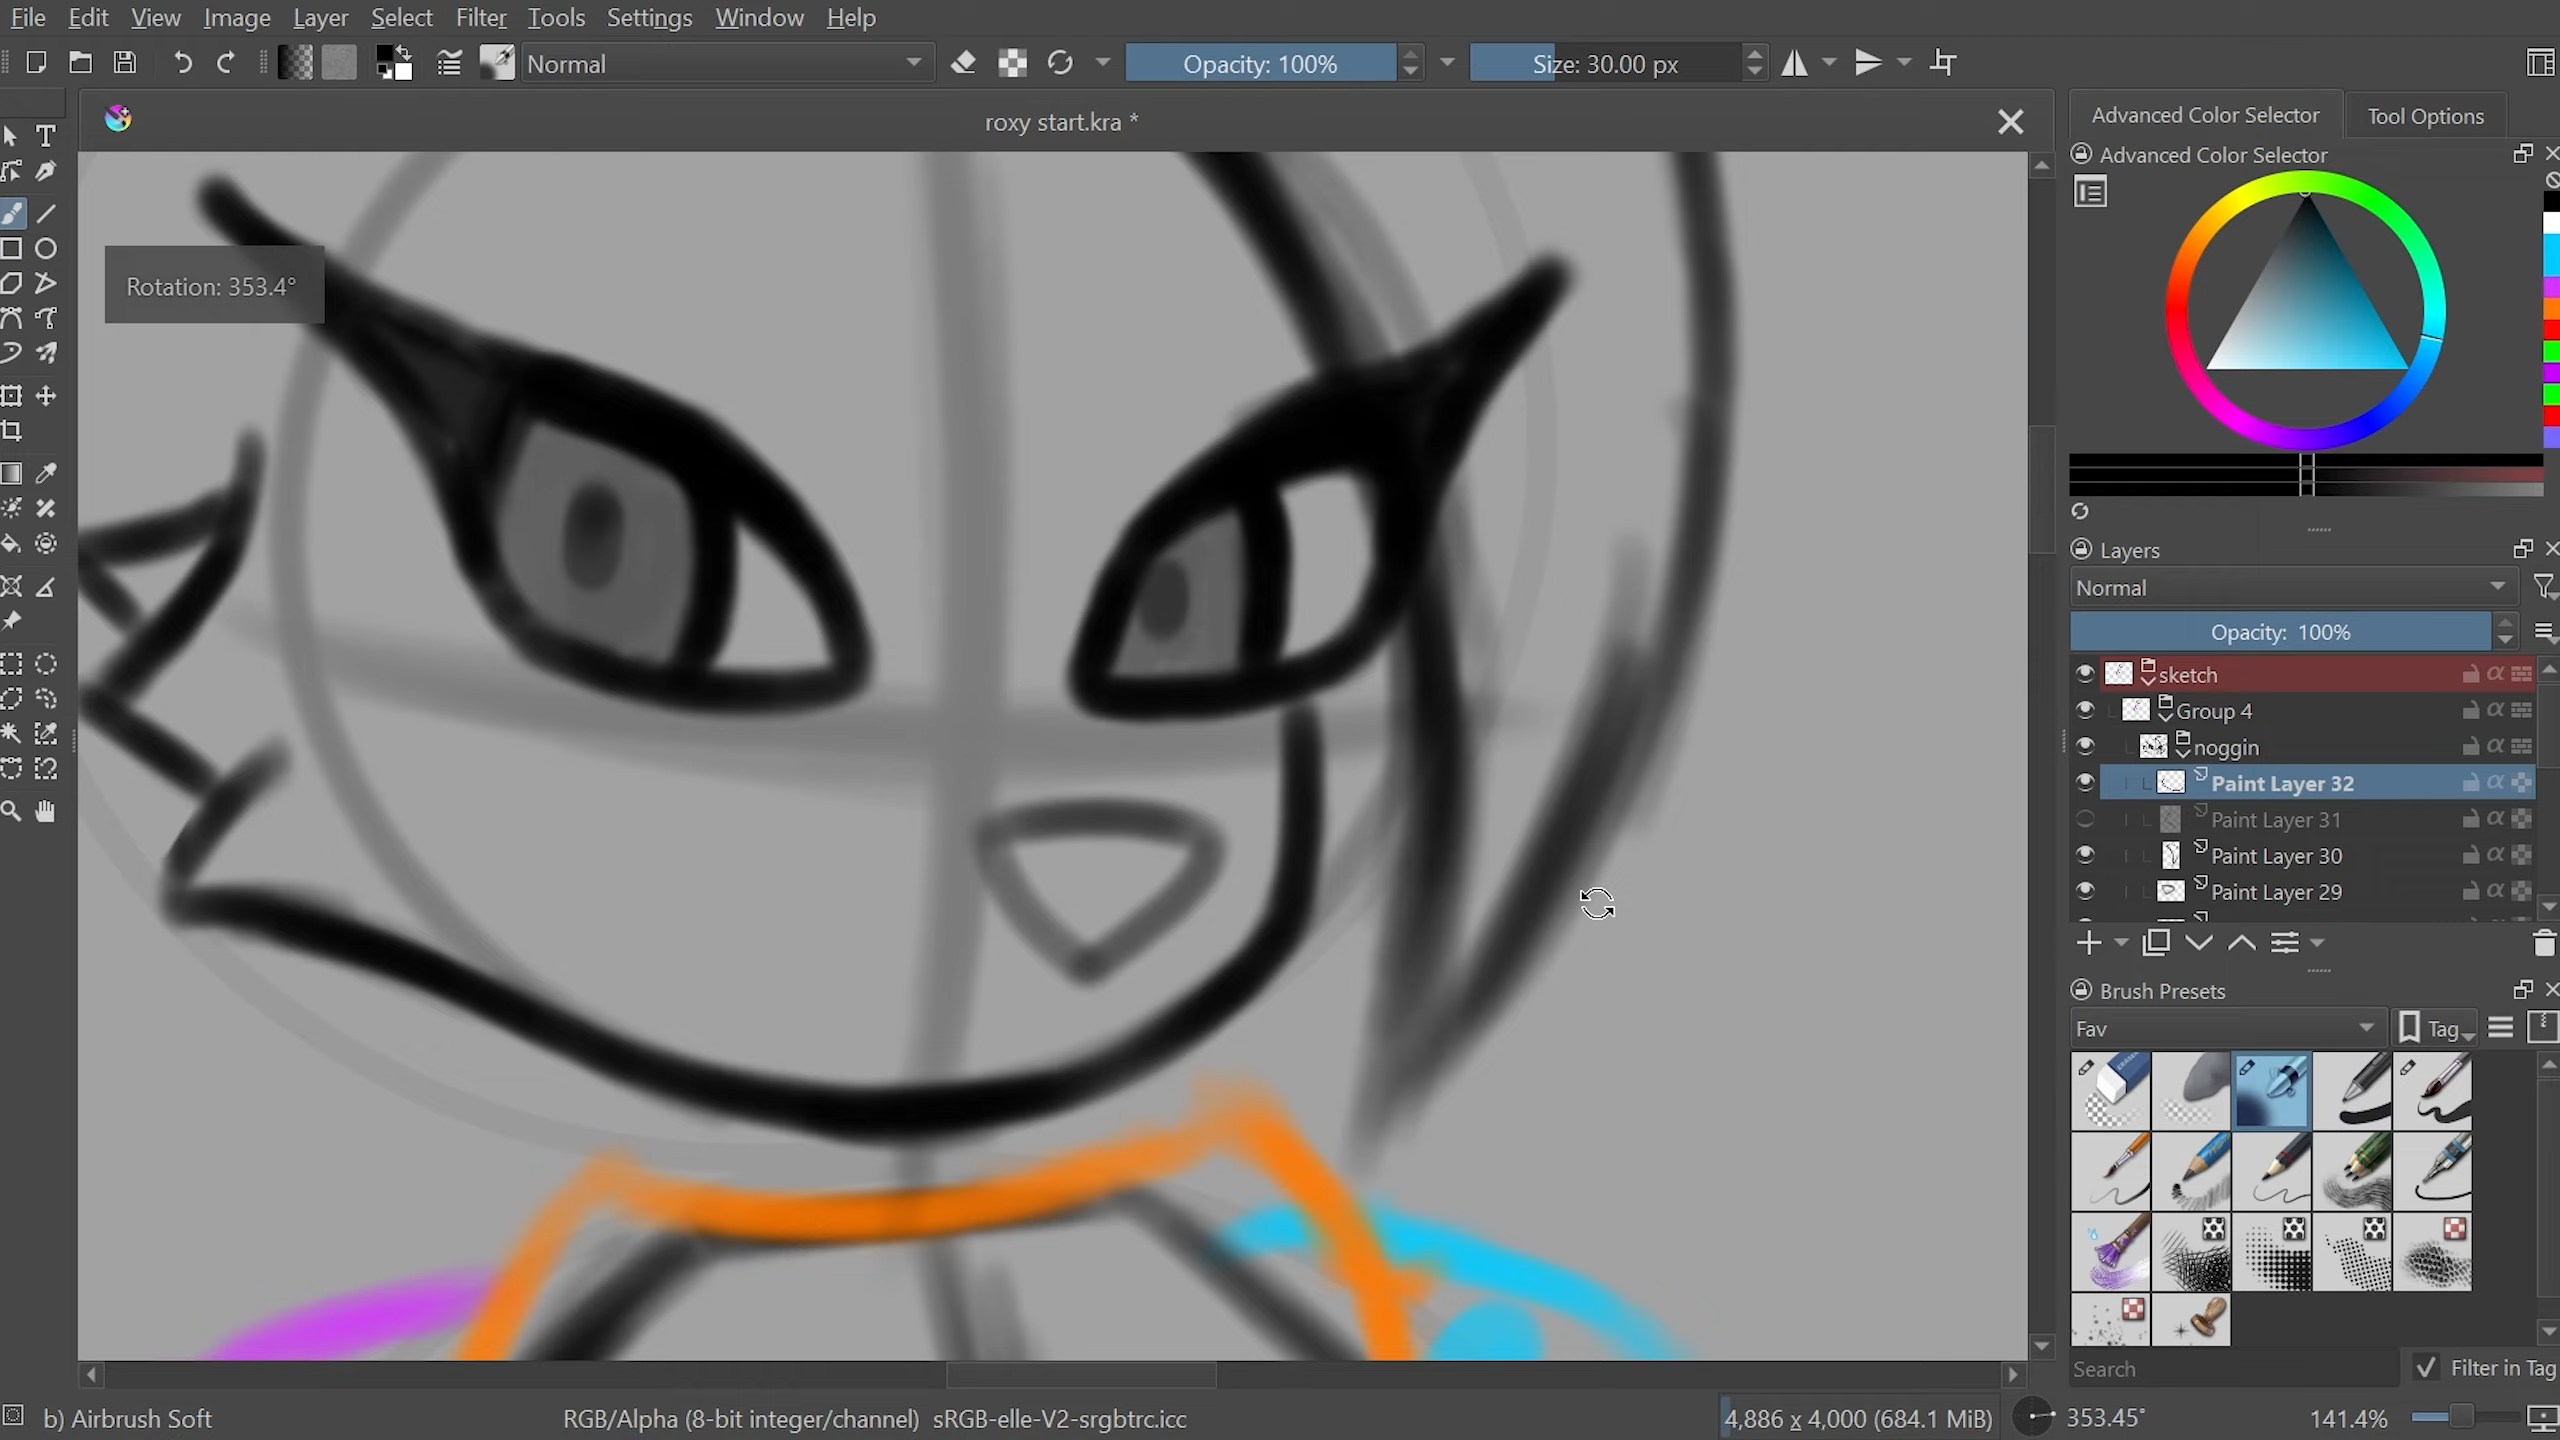 File Edit View Image Layer Select Filter Tools Settings Window Help
Normal
Opacity: 100%
Size: 30.00 px
roxy start.kra *
Advanced Color Selector
Tool Options
Advanced Color Selector
Rotation: 353.4°
Layers
Normal
Opacity: 100%
sketch
Group 4
noggin
Paint Layer 32
Paint Layer 31
Paint Layer 30
Paint Layer 29
Brush Presets
Fav
Tag
Search
Filter in Tag
b) Airbrush Soft
RGB/Alpha (8-bit integer/channel) sRGB-elle-V2-srgbtrc.icc
4,886 x 4,000 (684.1 MiB)
353.45°
141.4%